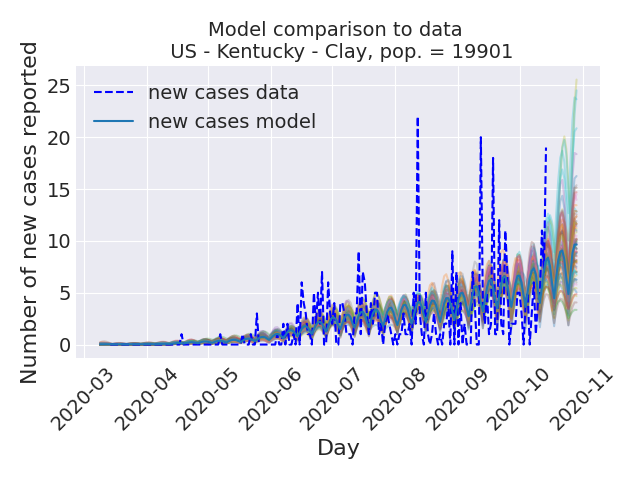 Model comparison to data
US - Kentucky - Clay, pop. = 19901
Number of new cases reported
25
20
15
10
5
0
new cases data
new cases model
2020-03
2020-04
2020-05
2020-06
2020-07
2020-08
2020-09
2020-10
2020-11
Day